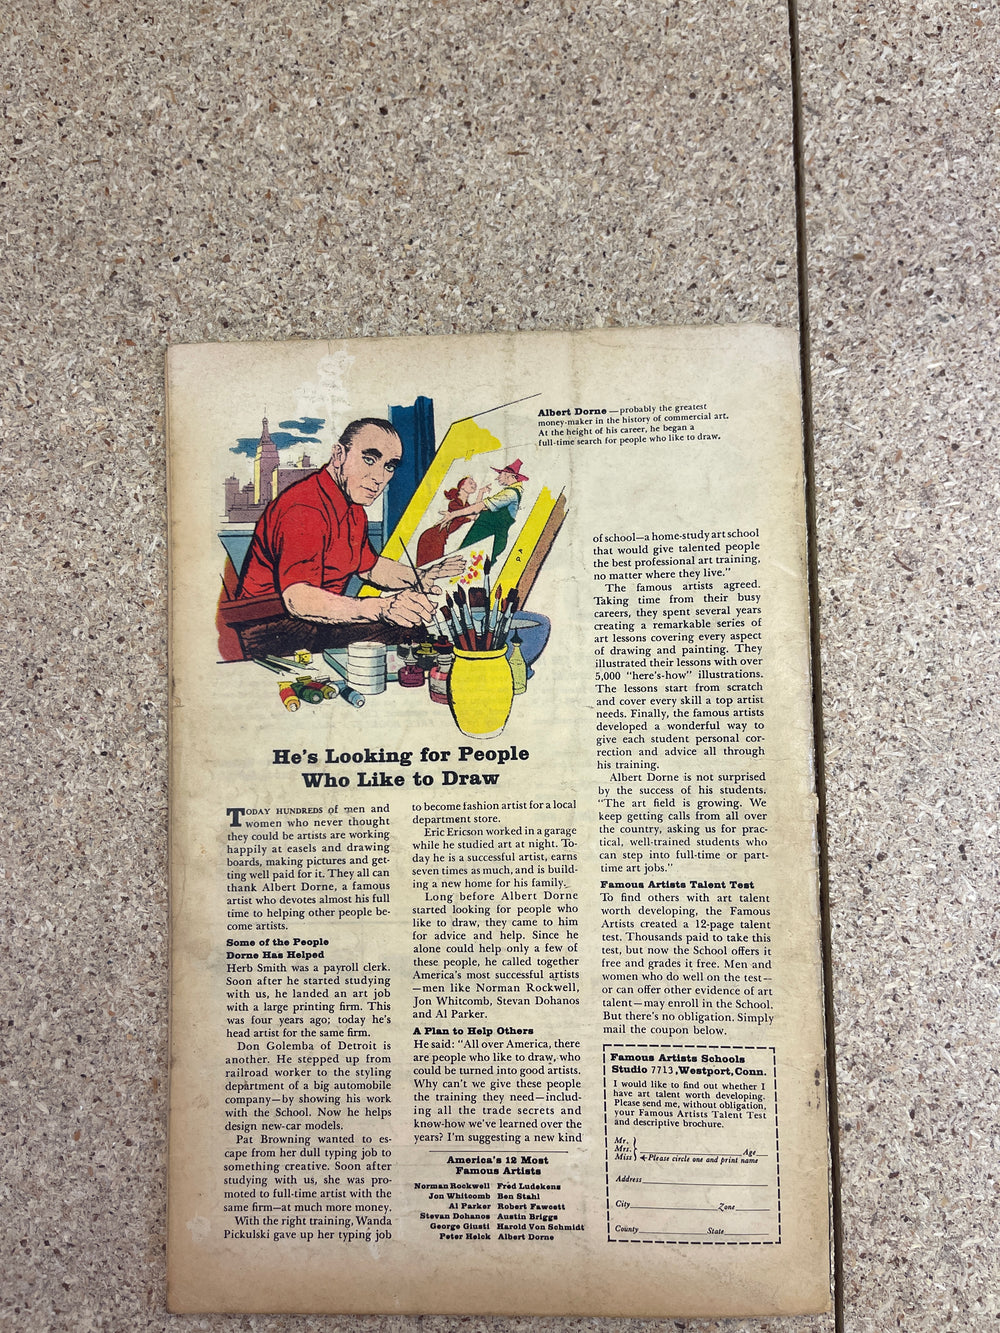 Albert Dorne — probably the greatest
money-maker in the history of commercial art.
At the height of his career, he began a
full-time search for people who like to draw.
He's Looking for People
Who Like to Draw
TODAY HUNDREDS of men and
women who never thought
they could be artists are working
happily at easels and drawing
boards, making pictures and get-
ting well paid for it. They all can
thank Albert Dorne, a famous
artist who devotes almost his full
time to helping other people be-
come artists.
Some of the People
Dorne Has Helped
Herb Smith was a payroll clerk.
Soon after he started studying
with us, he landed an art job
with a large printing firm. This
was four years ago; today he's
head artist for the same firm.
Don Golemba of Detroit is
another. He stepped up from
railroad worker to the styling
department of a big automobile
company—by showing his work
with the School. Now he helps
design new-car models.
Pat Browning wanted to es-
cape from her dull typing job to
something creative. Soon after
studying with us, she was pro-
moted to full-time artist with the
same firm—at much more money.
With the right training, Wanda
Pickulski gave up her typing job
to become fashion artist for a local
department store.
Eric Ericson worked in a garage
while he studied art at night. To-
day he is a successful artist, earns
seven times as much, and is build-
ing a new home for his family.
Long before Albert Dorne
started looking for people who
like to draw, they came to him
for advice and help. Since he
alone could help only a few of
these people, he called together
America's most successful artists
—men like Norman Rockwell,
Jon Whitcomb, Stevan Dohanos
and Al Parker.
A Plan to Help Others
He said: "All over America, there
are people who like to draw, who
could be turned into good artists.
Why can't we give these people
the training they need—includ-
ing all the trade secrets and
know-how we've learned over the
years? I'm suggesting a new kind
America's 12 Most
Famous Artists
Norman Rockwell Fred Ludekens
Jon Whitcomb Ben Stahl
Al Parker Robert Fawcett
Stevan Dohanos Austin Briggs
George Giusti Harold Von Schmidt
Peter Helck Albert Dorne
of school—a home-study art school
that would give talented people
the best professional art training,
no matter where they live."
The famous artists agreed.
Taking time from their busy
careers, they spent several years
creating a remarkable series of
art lessons covering every aspect
of drawing and painting. They
illustrated their lessons with over
5,000 "here's-how" illustrations.
The lessons start from scratch
and cover every skill a top artist
needs. Finally, the famous artists
developed a wonderful way to
give each student personal cor-
rection and advice all through
his training.
Albert Dorne is not surprised
by the success of his students.
"The art field is growing. We
keep getting calls from all over
the country, asking us for prac-
tical, well-trained students who
can step into full-time or part-
time art jobs."
Famous Artists Talent Test
To find others with art talent
worth developing, the Famous
Artists created a 12-page talent
test. Thousands paid to take this
test, but now the School offers it
free and grades it free. Men and
women who do well on the test—
or can offer other evidence of art
talent—may enroll in the School.
But there's no obligation. Simply
mail the coupon below.
Famous Artists Schools
Studio 7713, Westport, Conn.
I would like to find out whether I
have art talent worth developing.
Please send me, without obligation,
your Famous Artists Talent Test
and descriptive brochure.
Mr.
Mrs. Age
Miss Please circle one and print name
Address
City Zone
County State